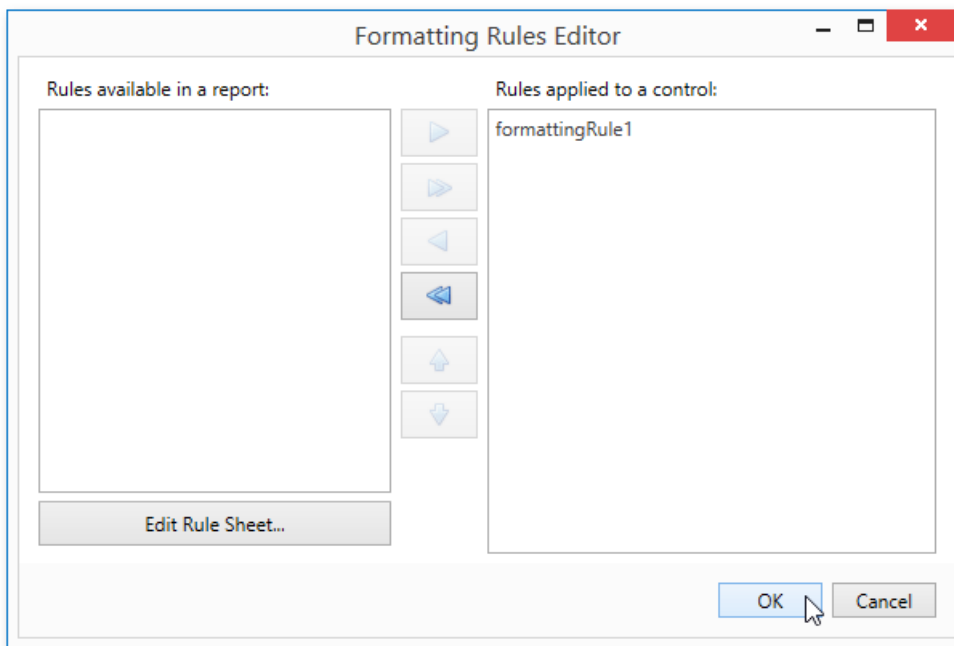 Formatting Rules Editor
Rules available in a report:
Rules applied to a control:
formattingRule1
Edit Rule Sheet...
OK
Cancel